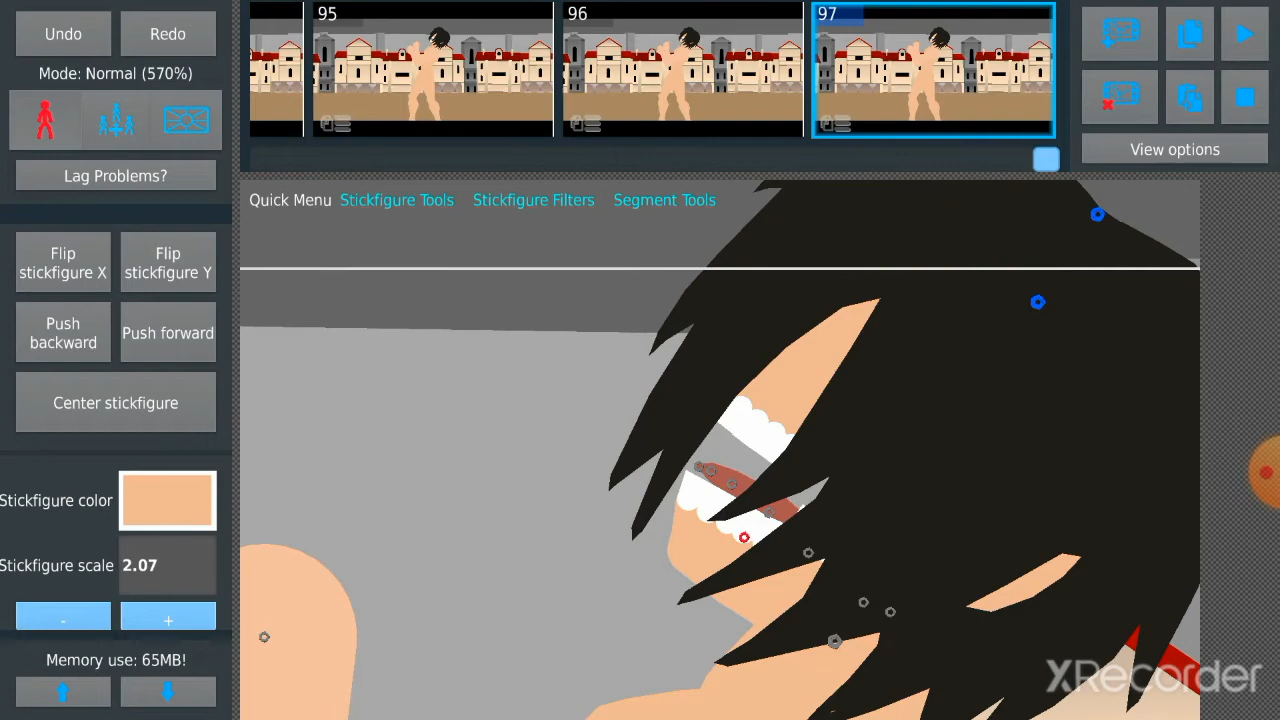 Undo
Redo
Mode: Normal (570%)
Lag Problems?
Flip
stickfigure X
Flip
stickfigure Y
Push
backward
Push forward
Center stickfigure
Stickfigure color
Stickfigure scale
2.07
-
+
Memory use: 65MB!
95
96
97
View options
Quick Menu
Stickfigure Tools
Stickfigure Filters
Segment Tools
XRecorder